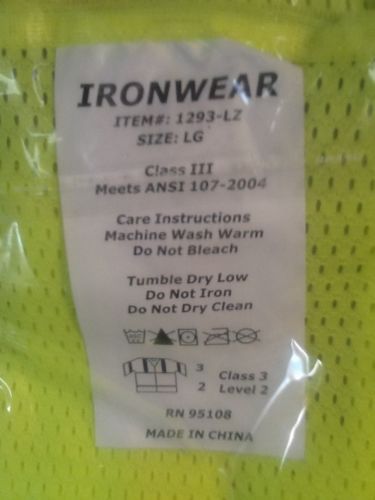 IRONWEAR
ITEM#: 1293-LZ
SIZE: LG
Class III
Meets ANSI 107-2004
Care Instructions
Machine Wash Warm
Do Not Bleach
Tumble Dry Low
Do Not Iron
Do Not Dry Clean
3 Class 3
2 Level 2
RN 95108
MADE IN CHINA